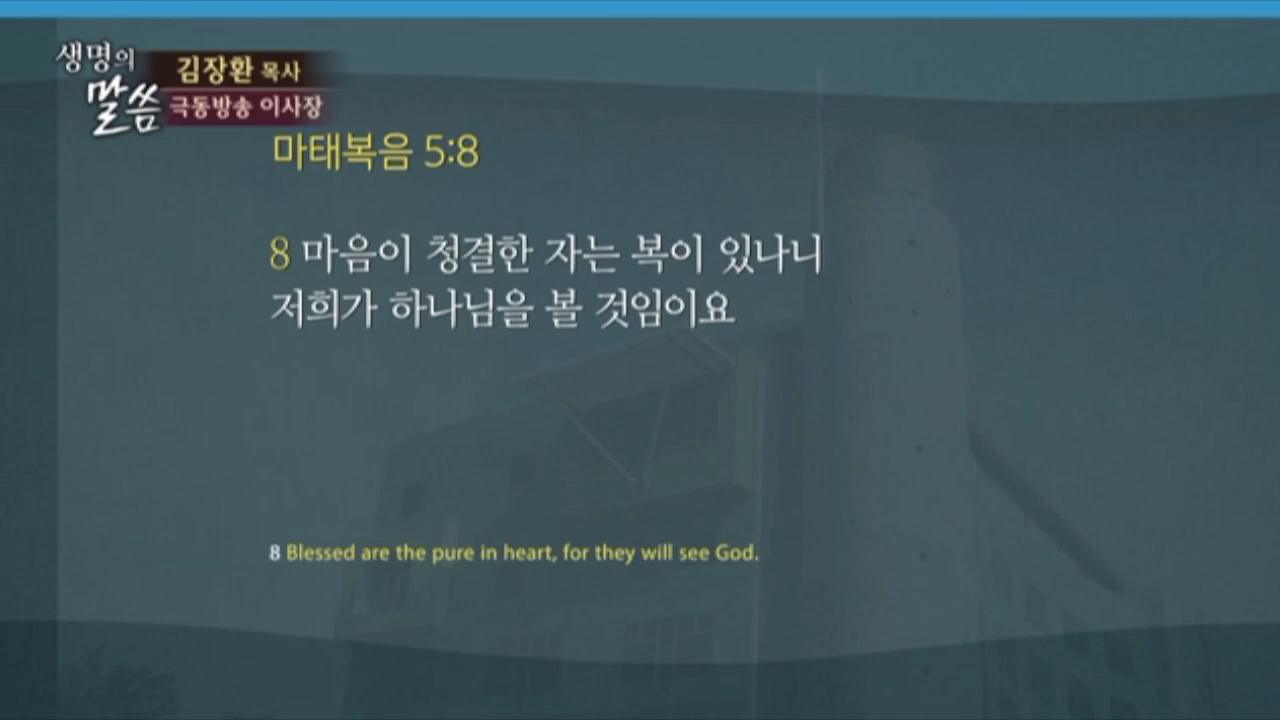 생명의
말씀
김장환 목사
극동방송 이사장
마태복음 5:8
8 마음이 청결한 자는 복이 있나니
저희가 하나님을 볼 것임이요
8 Blessed are the pure in heart, for they will see God.